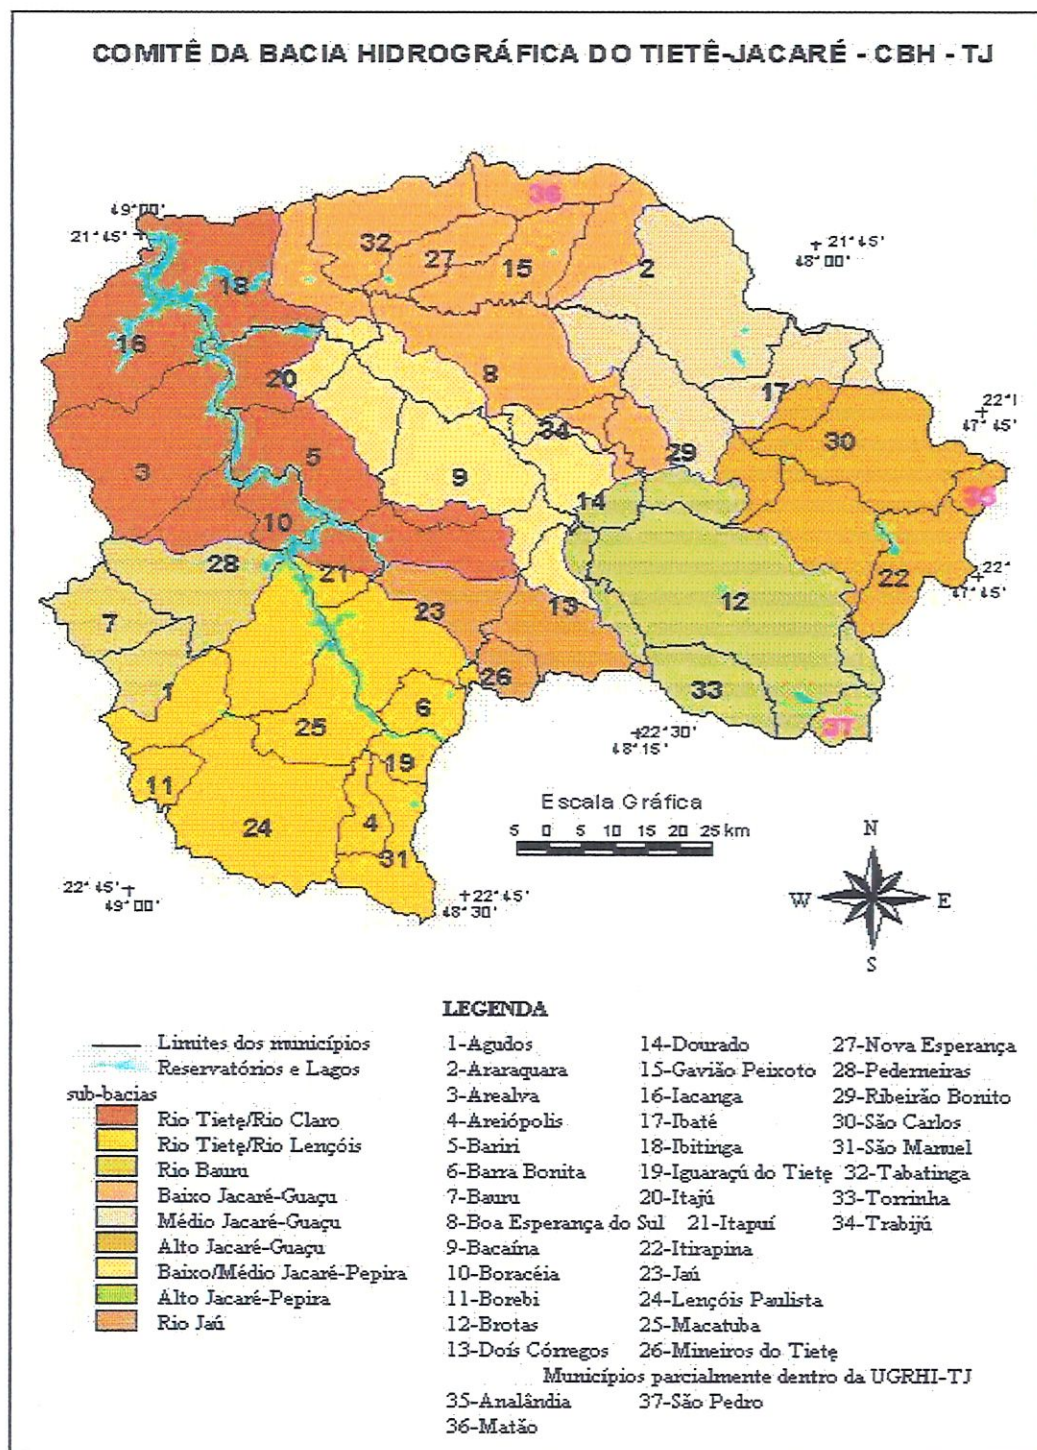 COMITÊ DA BACIA HIDROGRÁFICA DO TIETÊ-JACARÉ - CBH - TJ
36
49°00'
21°45'
32
27
15
2
21°45'
48°00'
18
16
20
8
17
22°1
47°45'
34
30
3
5
9
29
35
14
10
28
21
22°
47°45'
22
7
23
13
12
1
26
33
6
25
37
22°30'
48°15'
19
11
24
4
31
Escala Gráfica
5 0 5 10 15 20 25 km
N
W E
S
22°45'
49°00'
22°45'
48°30'
LEGENDA
Limites dos municípios
Reservatórios e Lagos
sub-bacias
Rio Tietê/Rio Claro
Rio Tietê/Rio Lençóis
Rio Bauru
Baixo Jacaré-Guaçu
Médio Jacaré-Guaçu
Alto Jacaré-Guaçu
Baixo/Médio Jacaré-Pepira
Alto Jacaré-Pepira
Rio Jaú
1-Agudos
2-Araraquara
3-Arealva
4-Areiópolis
5-Bariri
6-Barra Bonita
7-Bauru
8-Boa Esperança do Sul
9-Bacaína
10-Boracéia
11-Borebi
12-Brotas
13-Doís Córregos
14-Dourado
15-Gavião Peixoto
16-Iacanga
17-Ibaté
18-Ibitinga
19-Iguaraçú do Tietę
20-Itajú
21-Itapuí
22-Itirapina
23-Jaú
24-Lençóis Paulista
25-Macatuba
26-Mineiros do Tietę
27-Nova Esperança
28-Pederneiras
29-Ribeirão Bonito
30-São Carlos
31-São Manuel
32-Tabatinga
33-Torrinha
34-Trabijú
Municípios parcialmente dentro da UGRHI-TJ
35-Analândia
36-Matão
37-São Pedro